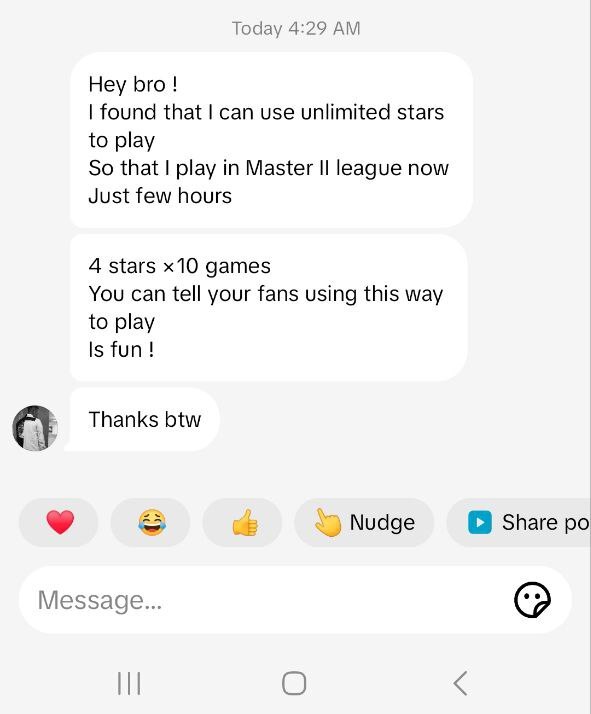 Today 4:29 AM
Hey bro !
I found that I can use unlimited stars
to play
So that I play in Master II league now
Just few hours
4 stars ×10 games
You can tell your fans using this way
to play
Is fun !
Thanks btw
Nudge
Share po
Message...